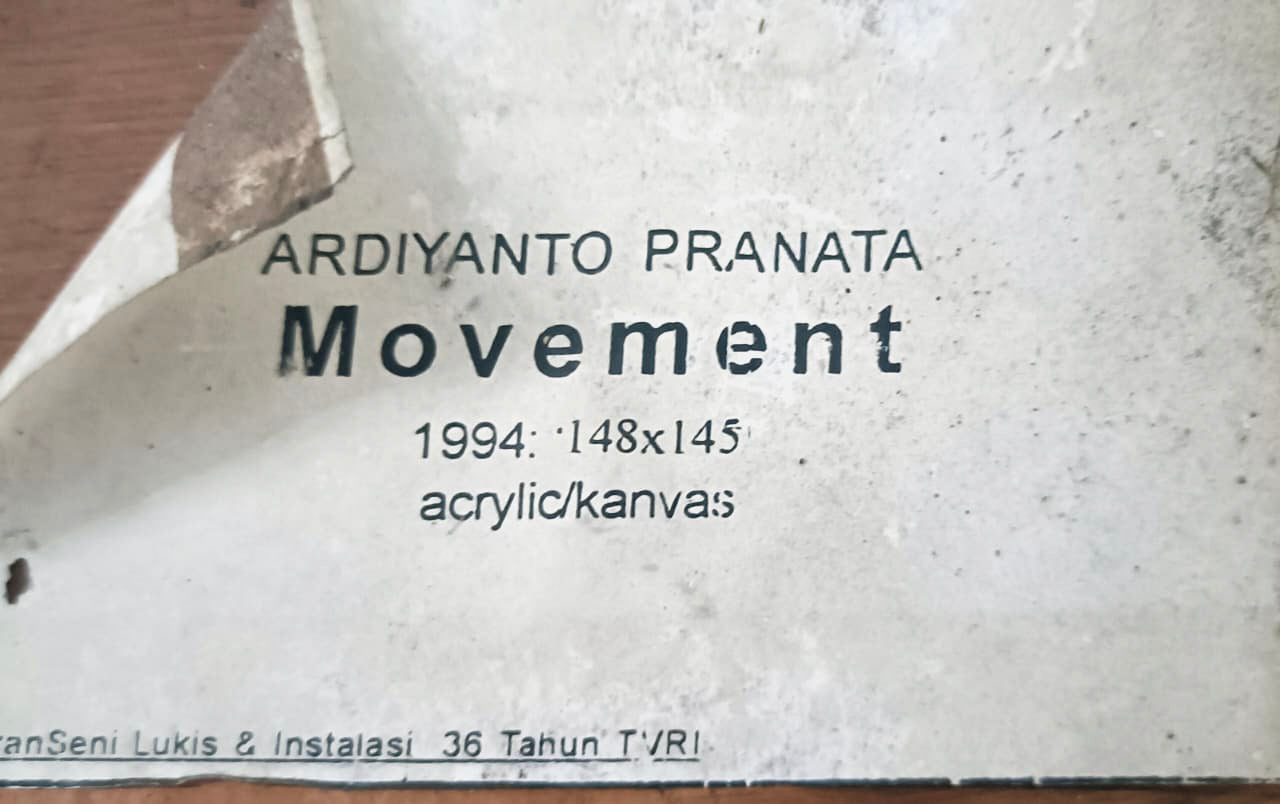 ARDIYANTO PRANATA
Movement
1994: 148x145
acrylic/kanvas
Seni Lukis & Instalasi 36 Tahun TVRI